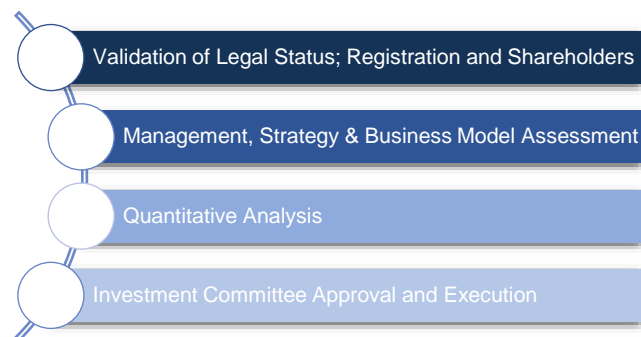 Validation of Legal Status; Registration and Shareholders
Management, Strategy & Business Model Assessment
Quantitative Analysis
Investment Committee Approval and Execution